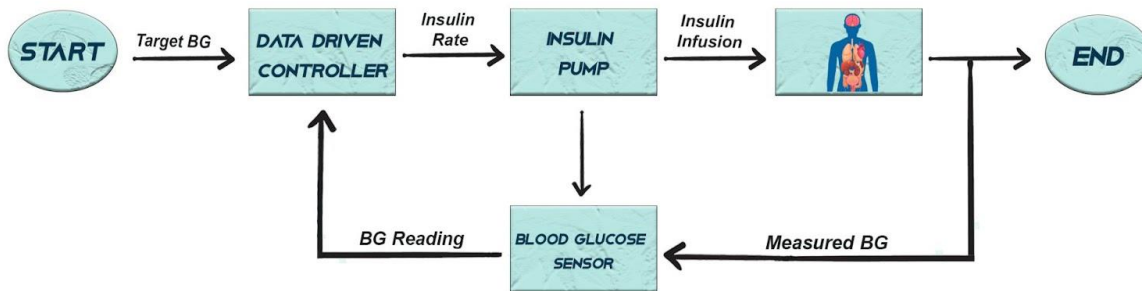 START
Target BG
DATA DRIVEN
CONTROLLER
Insulin
Rate
INSULIN
PUMP
Insulin
Infusion
END
BG Reading
BLOOD GLUCOSE
SENSOR
Measured BG